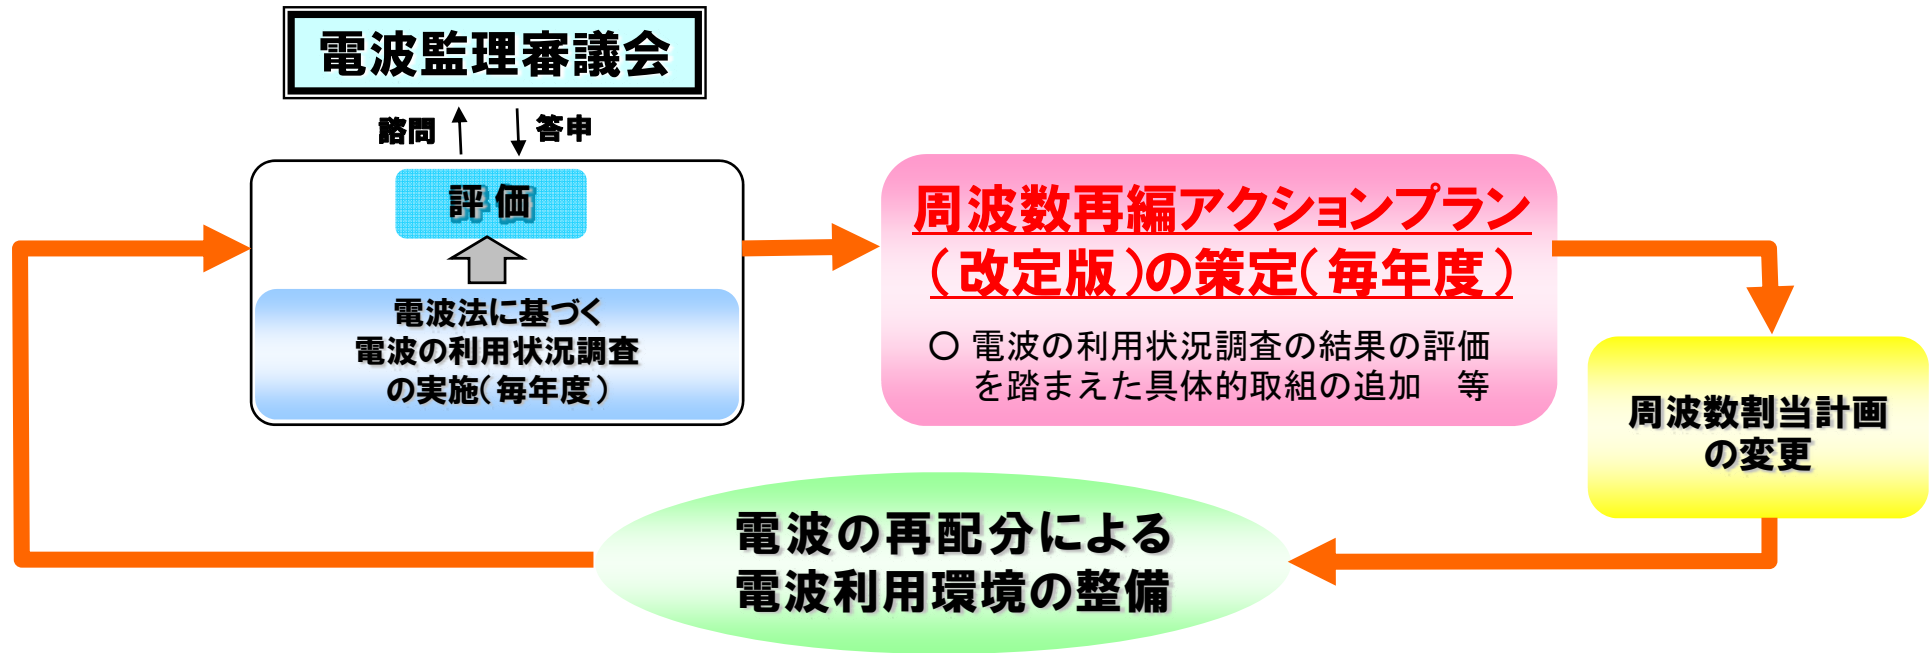 電波監理審議会
諮問
答申
評価
電波法に基づく
電波の利用状況調査
の実施(毎年度)
周波数再編アクションプラン
(改定版)の策定(毎年度)
○ 電波の利用状況調査の結果の評価
を踏まえた具体的取組の追加　等
周波数割当計画
の変更
電波の再配分による
電波利用環境の整備